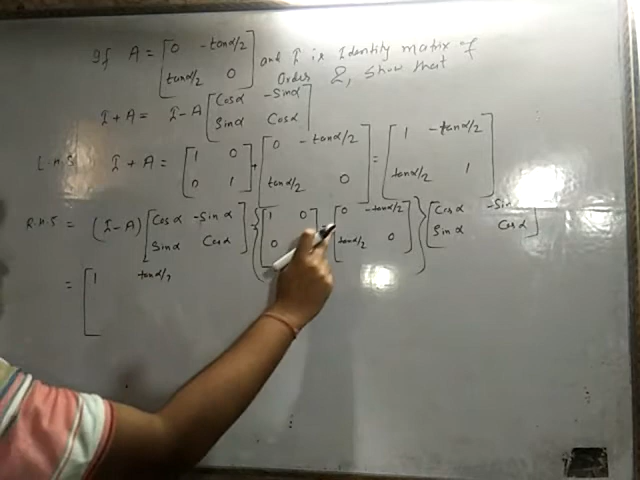 If A = [0 -tanα/2
tanα/2 0] and I is Identity matrix of
Order 2, Show that
I + A = I - A [Cosα -Sinα
Sinα Cosα]
L.H.S I + A = [1 0
0 1] + [0 -tanα/2
tanα/2 0] = [1 -tanα/2
tanα/2 1]
R.H.S = (I-A) [Cosα -Sinα
Sinα Cosα] = {[1 0
0 [0 -tanα/2
tanα/2 0]} [Cosα -Sin
Sinα Cosα]
= [1 tanα/2